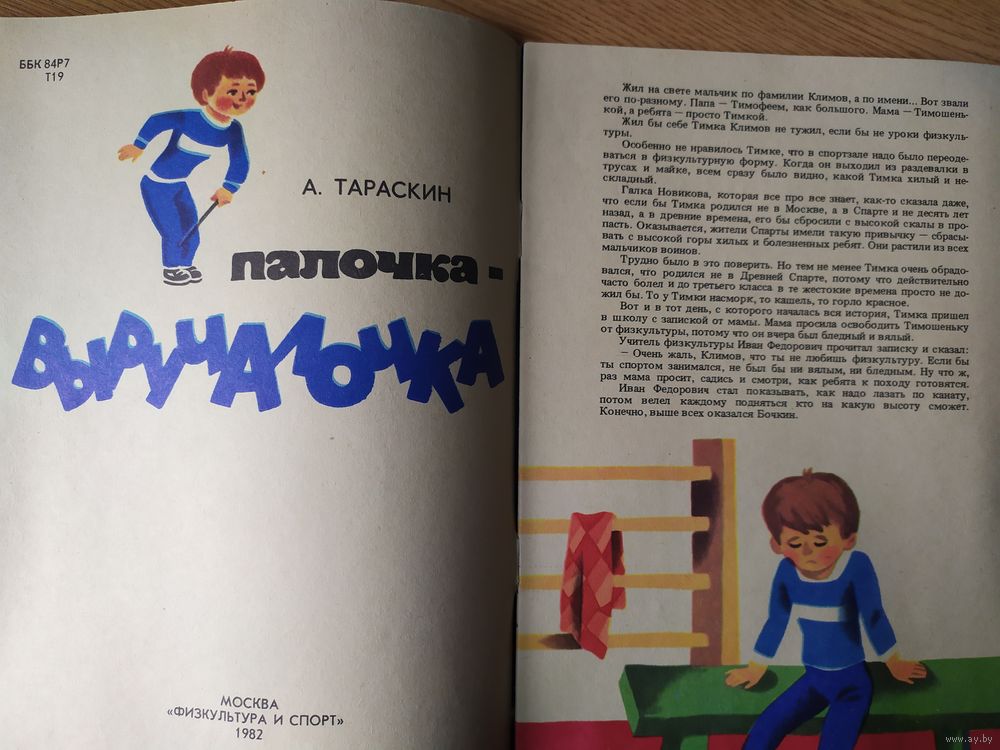 ББК 84Р7
Т19
А. ТАРАСКИН
палочка-
ВЫРУЧАЛОЧКА
МОСКВА
«ФИЗКУЛЬТУРА И СПОРТ»
1982
Жил на свете мальчик по фамилии Климов, а по имени... Вот звали
его по-разному. Папа — Тимофеем, как большого. Мама — Тимошень-
кой, а ребята — просто Тимкой.
Жил бы себе Тимка Климов не тужил, если бы не уроки физкуль-
туры.
Особенно не нравилось Тимке, что в спортзале надо было переоде-
ваться в физкультурную форму. Когда он выходил из раздевалки в
трусах и майке, всем сразу было видно, какой Тимка хилый и не-
складный.
Галка Новикова, которая все про все знает, как-то сказала даже,
что если бы Тимка родился не в Москве, а в Спарте и не десять лет
назад, а в древние времена, его бы сбросили с высокой скалы в про-
пасть. Оказывается, жители Спарты имели такую привычку — сбрасы-
вать с высокой горы хилых и болезненных ребят. Они растили из всех
мальчиков воинов.
Трудно было в это поверить. Но тем не менее Тимка очень обрадо-
вался, что родился не в Древней Спарте, потому что действительно
часто болел и до третьего класса в те жестокие времена просто не до-
жил бы. То у Тимки насморк, то кашель, то горло красное.
Вот и в тот день, с которого началась вся история, Тимка пришел
в школу с запиской от мамы. Мама просила освободить Тимошеньку
от физкультуры, потому что он вчера был бледный и вялый.
Учитель физкультуры Иван Федорович прочитал записку и сказал:
— Очень жаль, Климов, что ты не любишь физкультуру. Если бы
ты спортом занимался, не был бы ни вялым, ни бледным. Ну что ж,
раз мама просит, садись и смотри, как ребята к походу готовятся.
Иван Федорович стал показывать, как надо лазать по канату,
потом велел каждому подняться кто на какую высоту сможет.
Конечно, выше всех оказался Бочкин.
www.ay.by